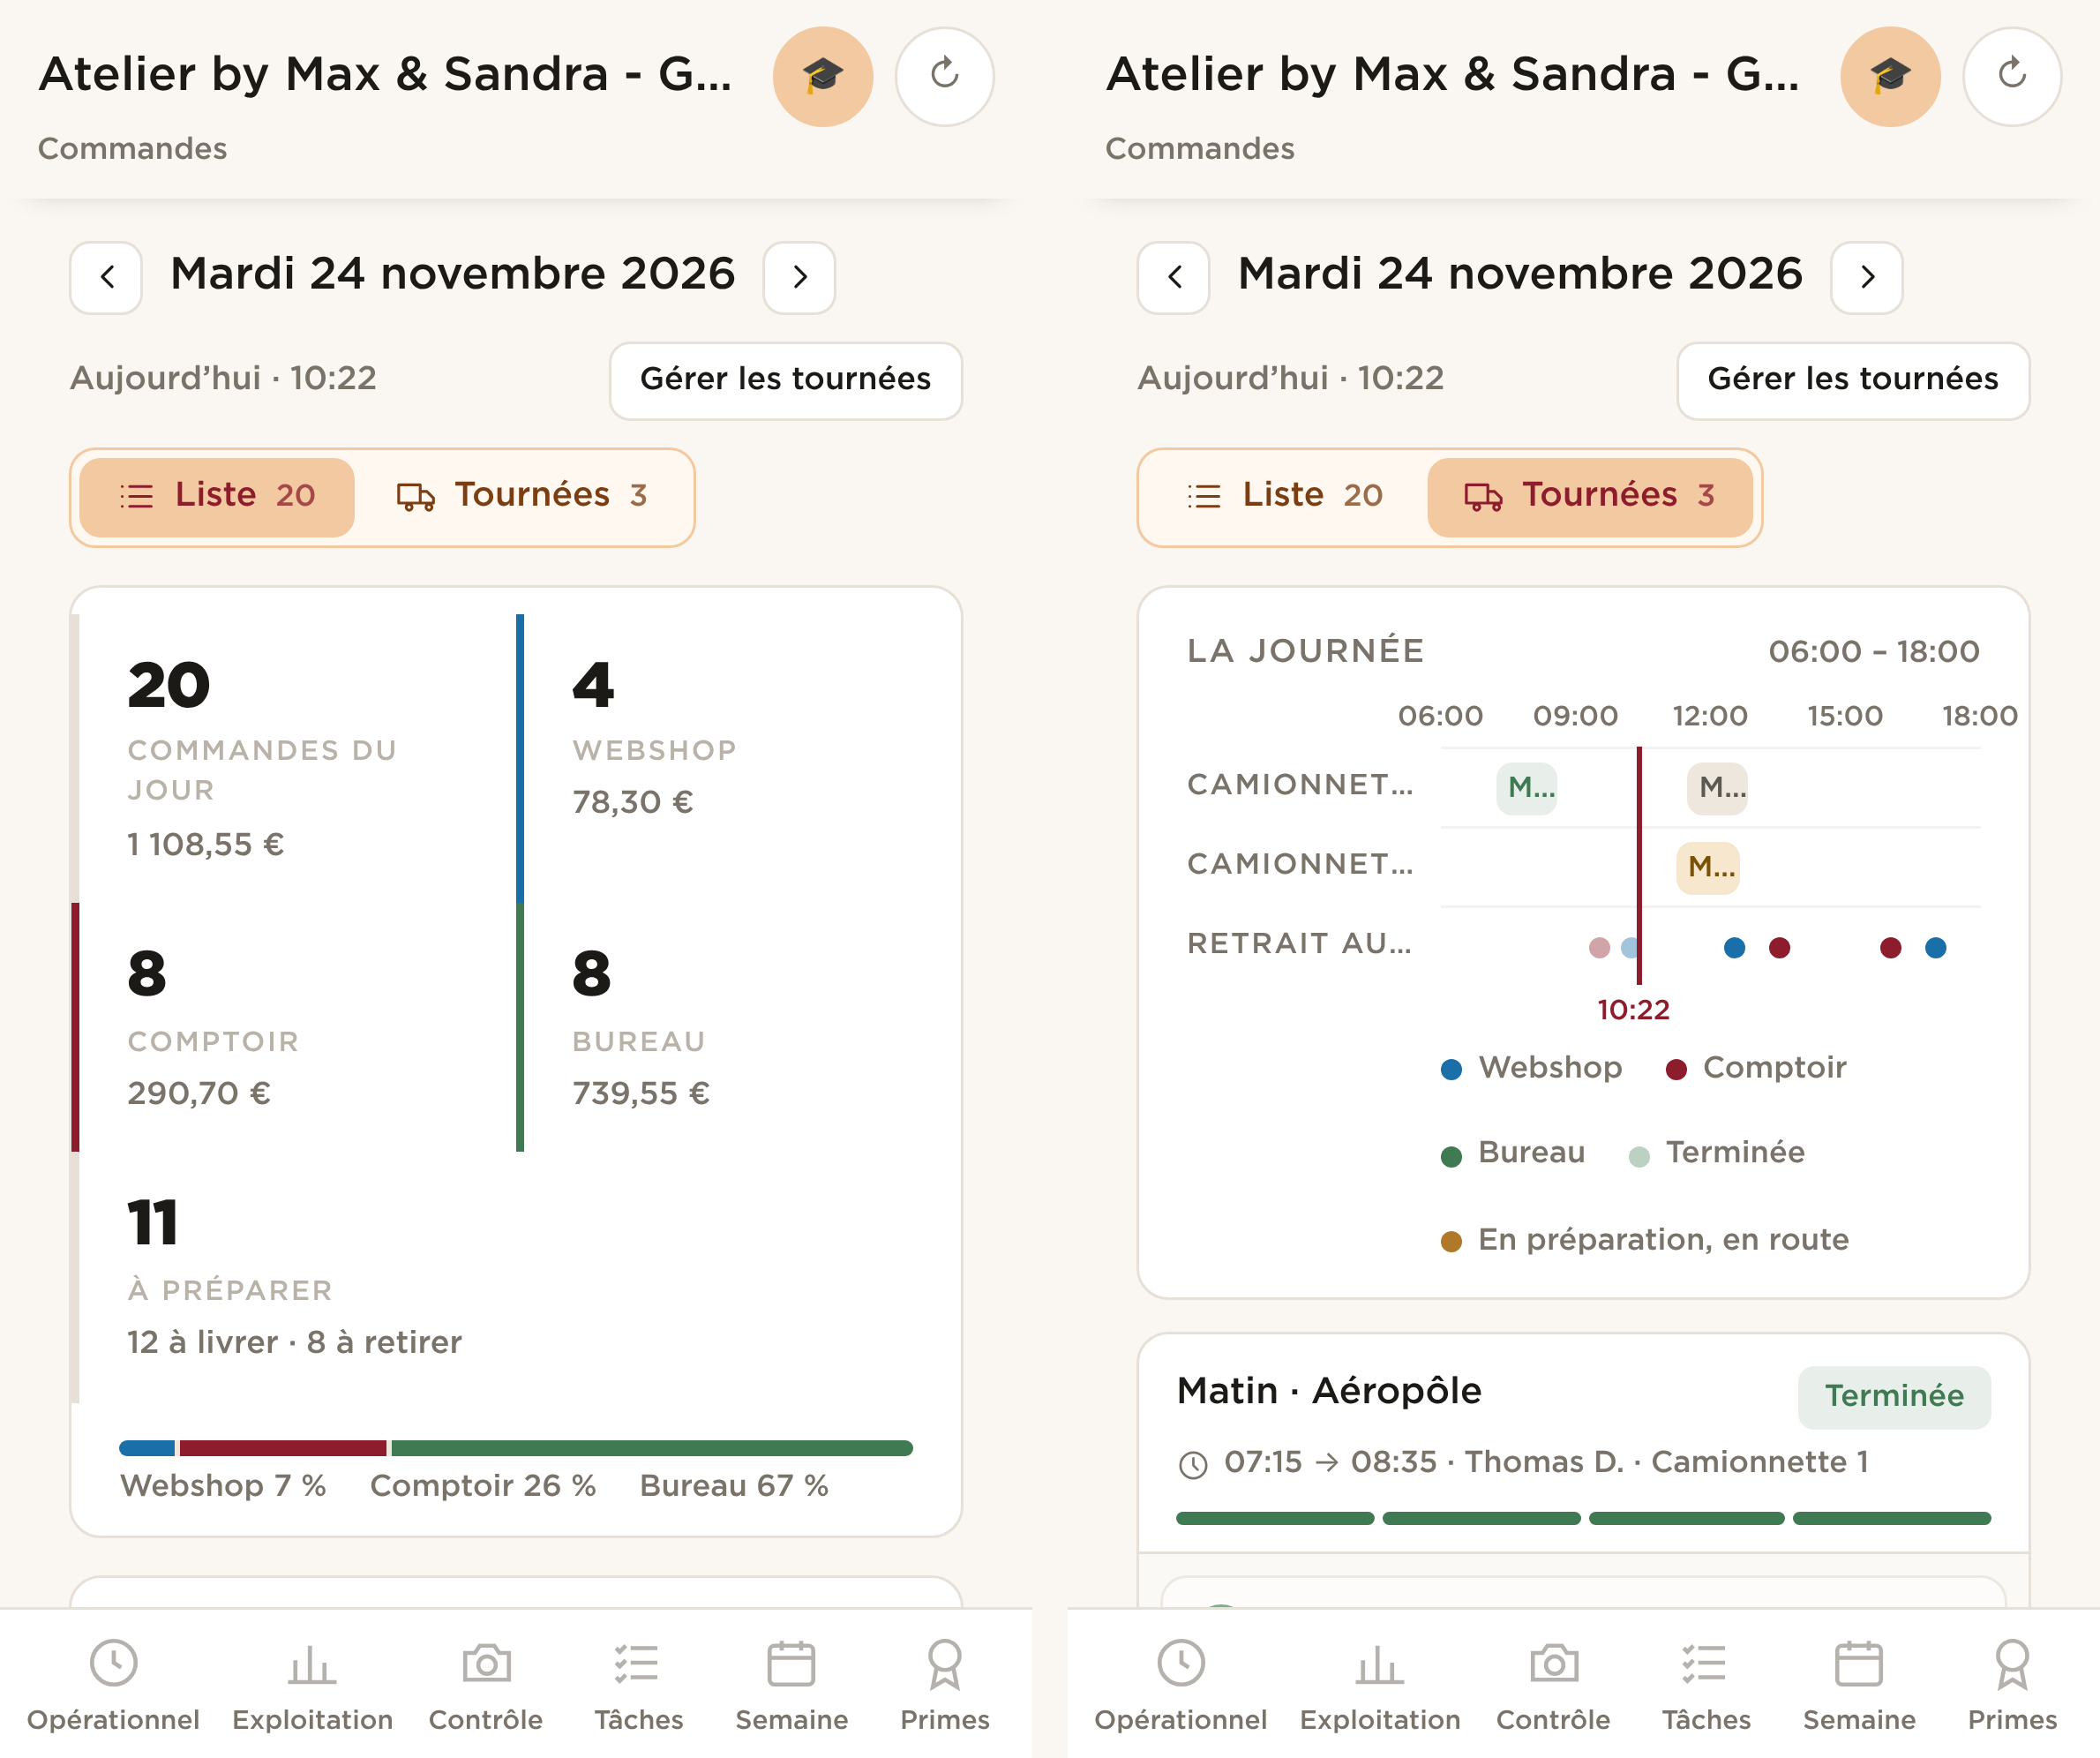 Atelier by Max & Sandra - G...
Commandes
Mardi 24 novembre 2026
Aujourd’hui · 10:22
Gérer les tournées
Liste 20
Tournées 3
20
COMMANDES DU
JOUR
1 108,55 €
4
WEBSHOP
78,30 €
8
COMPTOIR
290,70 €
8
BUREAU
739,55 €
11
À PRÉPARER
12 à livrer · 8 à retirer
Webshop 7 % Comptoir 26 % Bureau 67 %
Opérationnel Exploitation Contrôle Tâches Semaine Primes
Atelier by Max & Sandra - G...
Commandes
Mardi 24 novembre 2026
Aujourd’hui · 10:22
Gérer les tournées
Liste 20
Tournées 3
LA JOURNÉE
06:00 – 18:00
06:00 09:00 12:00 15:00 18:00
CAMIONNET... M... M...
CAMIONNET... M...
RETRAIT AU...
10:22
Webshop Comptoir
Bureau Terminée
En préparation, en route
Matin · Aéropôle
Terminée
07:15 → 08:35 · Thomas D. · Camionnette 1
Opérationnel Exploitation Contrôle Tâches Semaine Primes